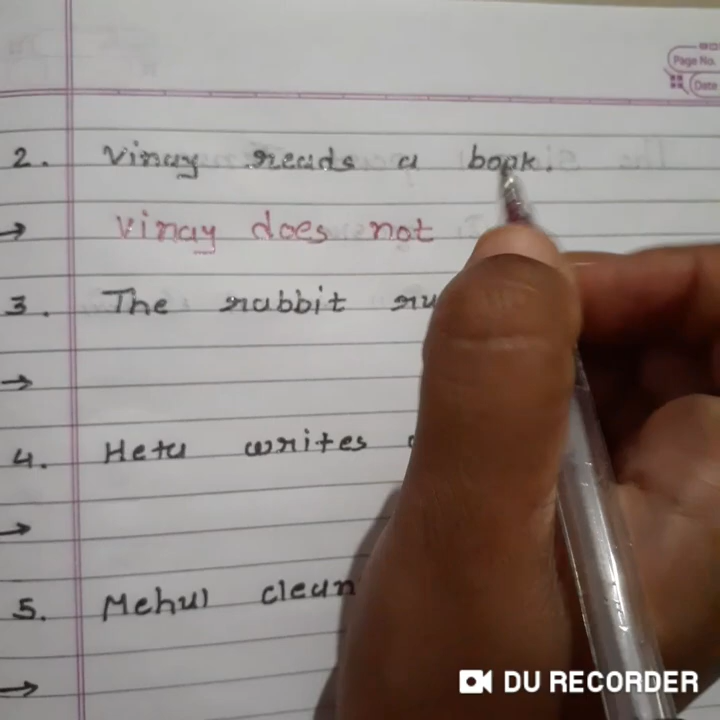 Page No.
Date
2. Vinay reads a book.
→ Vinay does not
3. The rabbit ru
→
4. Hetu writes
→
5. Mehul clean
→
DU RECORDER